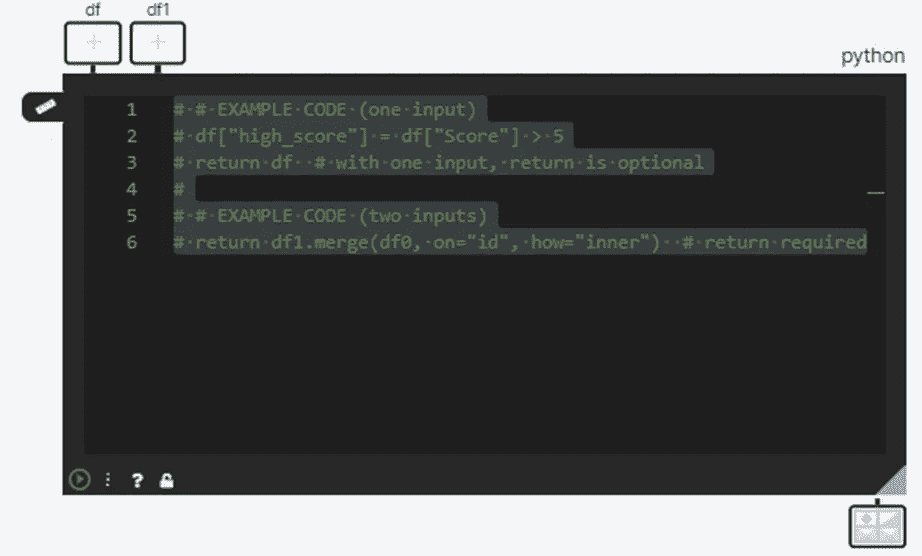 df df1
python
1 # # EXAMPLE CODE (one input)
2 # df["high_score"] = df["Score"] > 5
3 # return df  # with one input, return is optional
4 #
5 # # EXAMPLE CODE (two inputs)
6 # return df1.merge(df0, on="id", how="inner")  # return required
?